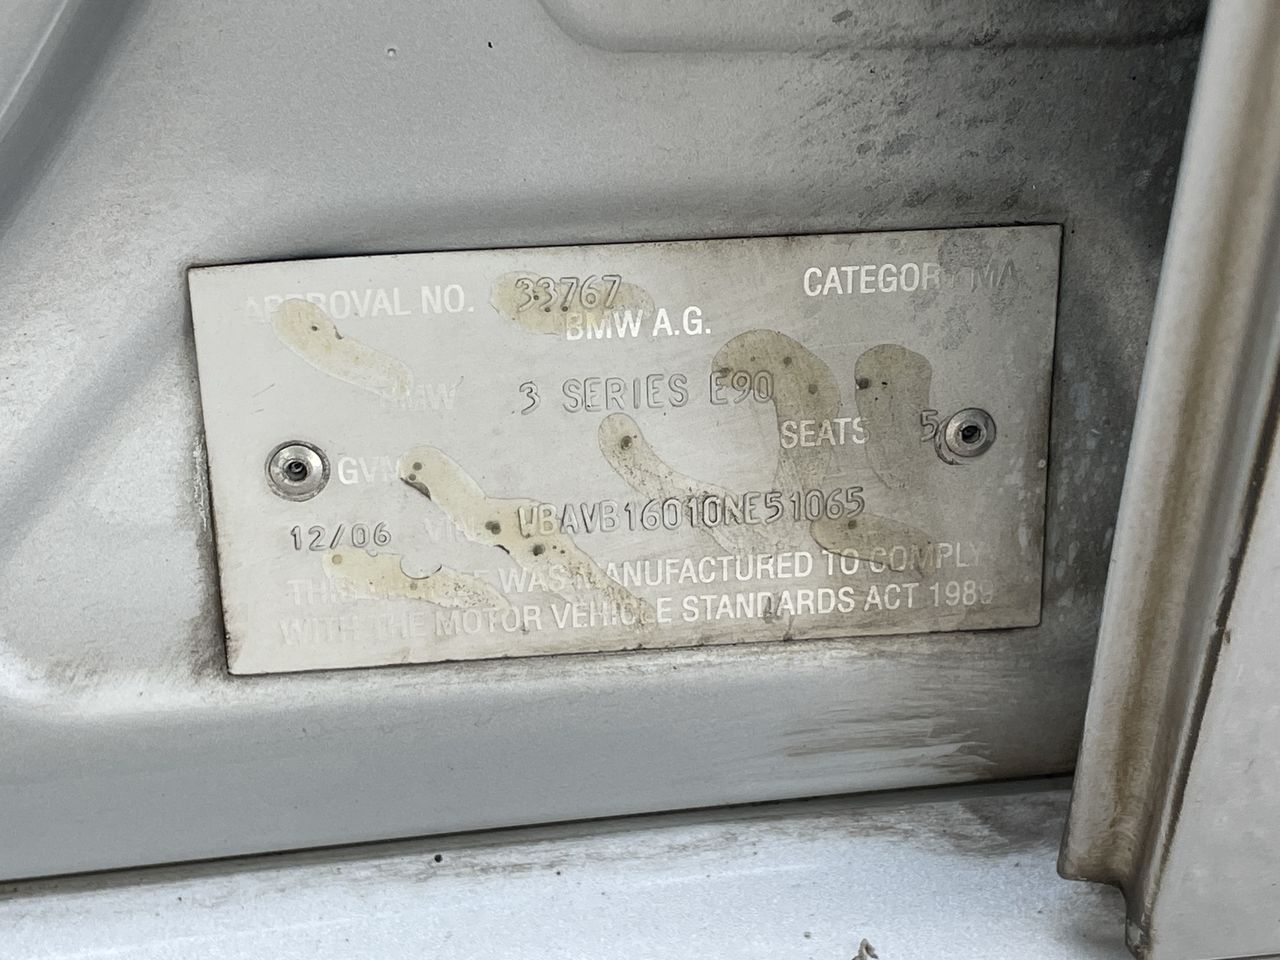 APPROVAL NO. 33767 CATEGORY MA
BMW A.G.
BMW 3 SERIES E90
SEATS 5
GVM
12/06 VIN WBAVB16010NE51065
THIS VEHICLE WAS MANUFACTURED TO COMPLY
WITH THE MOTOR VEHICLE STANDARDS ACT 1989